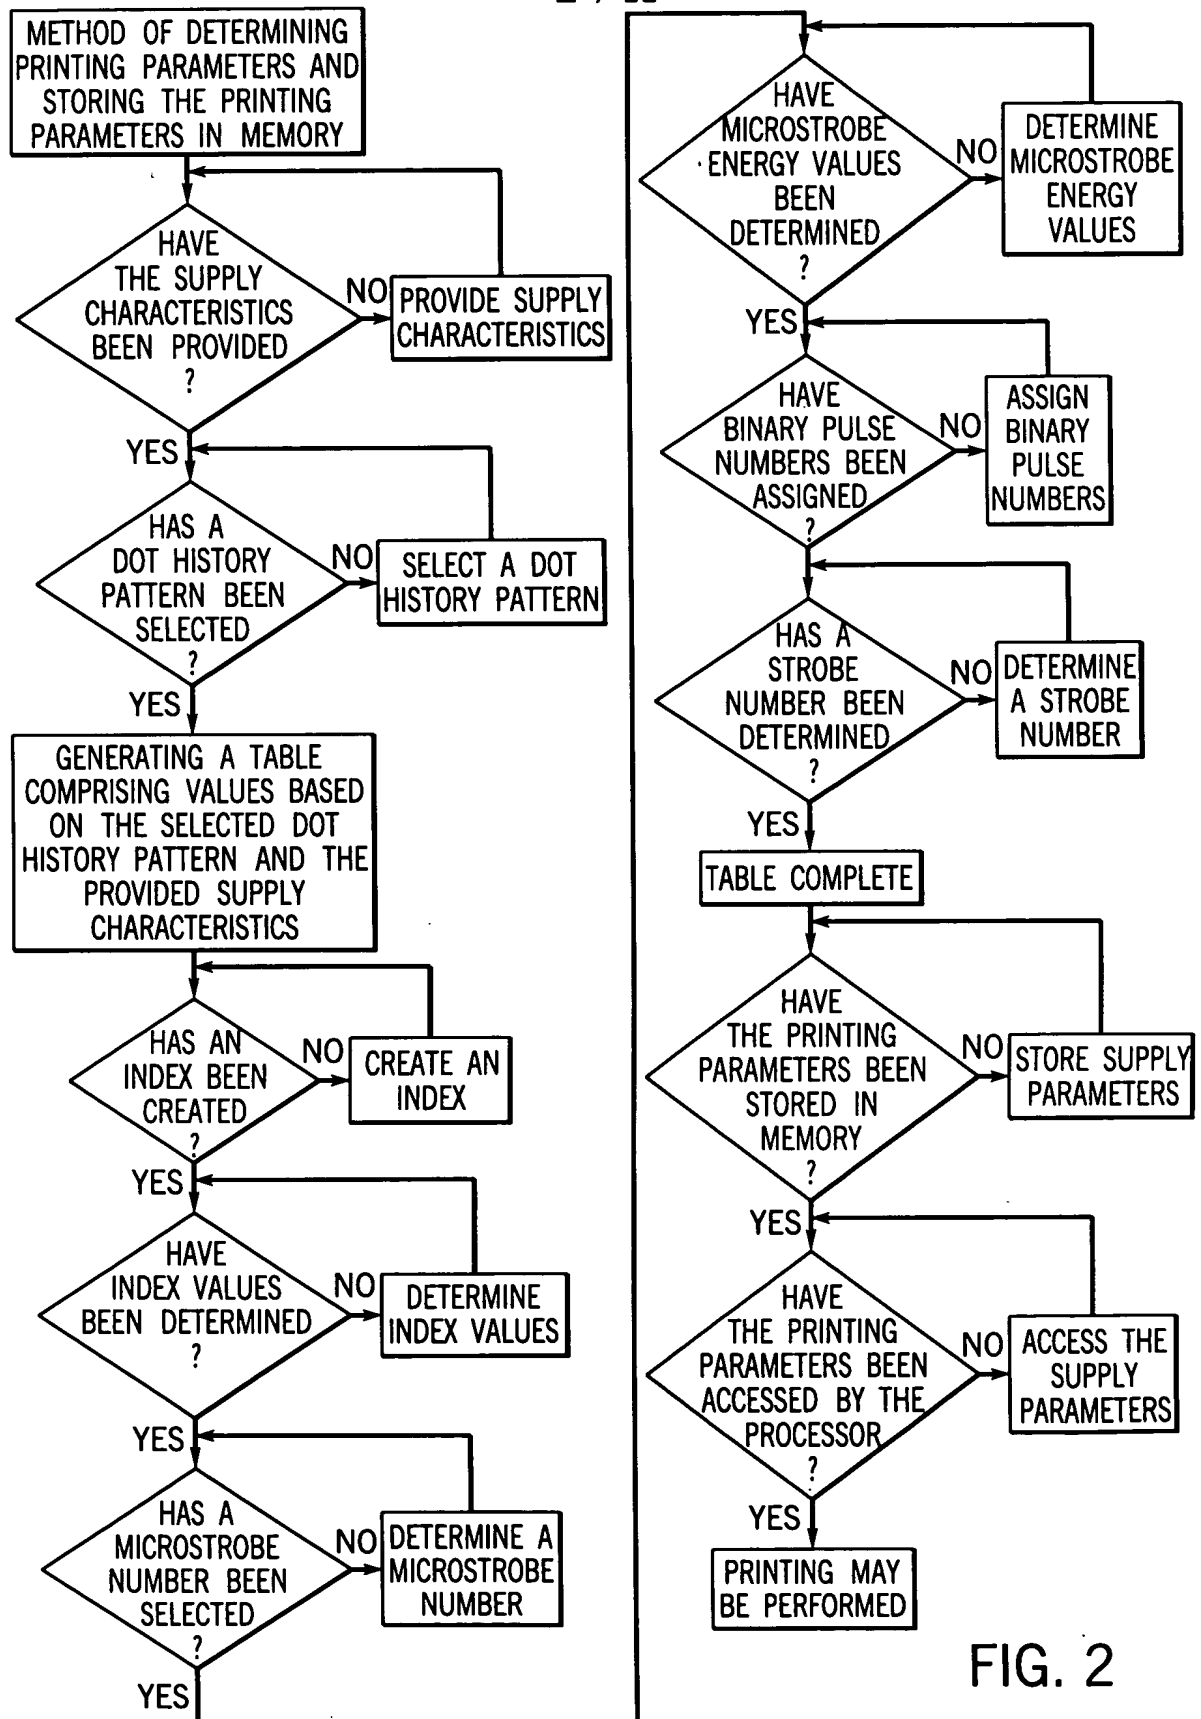 METHOD OF DETERMINING
PRINTING PARAMETERS AND
STORING THE PRINTING
PARAMETERS IN MEMORY
HAVE
THE SUPPLY
CHARACTERISTICS
BEEN PROVIDED
?
NO
PROVIDE SUPPLY
CHARACTERISTICS
YES
HAS A
DOT HISTORY
PATTERN BEEN
SELECTED
?
NO
SELECT A DOT
HISTORY PATTERN
YES
GENERATING A TABLE
COMPRISING VALUES BASED
ON THE SELECTED DOT
HISTORY PATTERN AND THE
PROVIDED SUPPLY
CHARACTERISTICS
HAS AN
INDEX BEEN
CREATED
?
NO
CREATE AN
INDEX
YES
HAVE
INDEX VALUES
BEEN DETERMINED
?
NO
DETERMINE
INDEX VALUES
YES
HAS A
MICROSTROBE
NUMBER BEEN
SELECTED
?
NO
DETERMINE A
MICROSTROBE
NUMBER
YES
HAVE
MICROSTROBE
ENERGY VALUES
BEEN
DETERMINED
?
NO
DETERMINE
MICROSTROBE
ENERGY
VALUES
YES
HAVE
BINARY PULSE
NUMBERS BEEN
ASSIGNED
?
NO
ASSIGN
BINARY
PULSE
NUMBERS
HAS A
STROBE
NUMBER BEEN
DETERMINED
?
NO
DETERMINE
A STROBE
NUMBER
YES
TABLE COMPLETE
HAVE
THE PRINTING
PARAMETERS BEEN
STORED IN
MEMORY
?
NO
STORE SUPPLY
PARAMETERS
YES
HAVE
THE PRINTING
PARAMETERS BEEN
ACCESSED BY THE
PROCESSOR
?
NO
ACCESS THE
SUPPLY
PARAMETERS
YES
PRINTING MAY
BE PERFORMED
FIG. 2